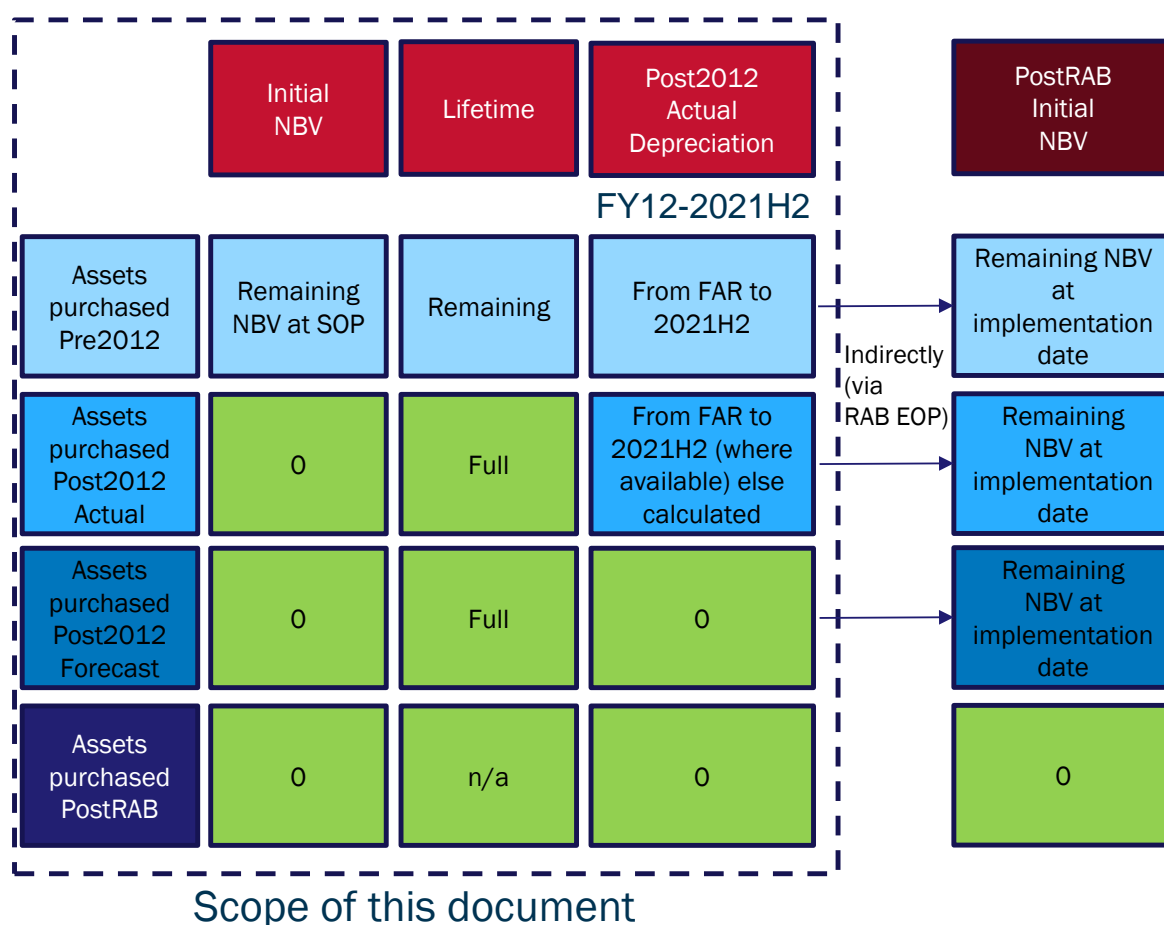 Initial
NBV
Lifetime
Post2012
Actual
Depreciation
PostRAB
Initial
NBV
FY12-2021H2
Assets
purchased
Pre2012
Remaining
NBV at SOP
Remaining
From FAR to
2021H2
Remaining NBV
at
implementation
date
Indirectly
(via
RAB EOP)
Assets
purchased
Post2012
Actual
0
Full
From FAR to
2021H2 (where
available) else
calculated
Remaining
NBV at
implementation
date
Assets
purchased
Post2012
Forecast
0
Full
0
Remaining
NBV at
implementation
date
Assets
purchased
PostRAB
0
n/a
0
0
Scope of this document